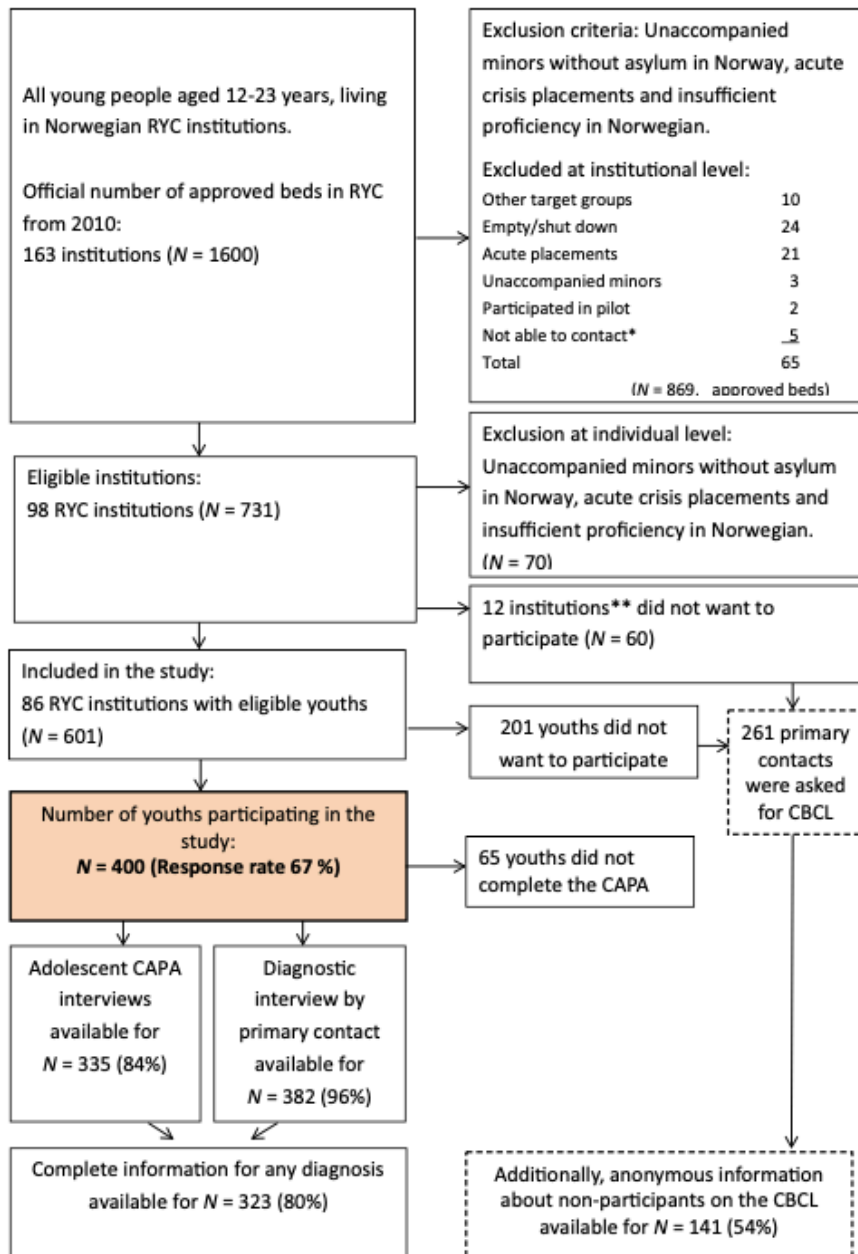 All young people aged 12-23 years, living
in Norwegian RYC institutions.
Official number of approved beds in RYC
from 2010:
163 institutions (N = 1600)
Exclusion criteria: Unaccompanied
minors without asylum in Norway, acute
crisis placements and insufficient
proficiency in Norwegian.
Excluded at institutional level:
Other target groups 10
Empty/shut down 24
Acute placements 21
Unaccompanied minors 3
Participated in pilot 2
Not able to contact* 5
Total 65
(N = 869, approved beds)
Eligible institutions:
98 RYC institutions (N = 731)
Exclusion at individual level:
Unaccompanied minors without asylum
in Norway, acute crisis placements and
insufficient proficiency in Norwegian.
(N = 70)
12 institutions** did not want to
participate (N = 60)
Included in the study:
86 RYC institutions with eligible youths
(N = 601)
201 youths did not
want to participate
261 primary
contacts
were asked
for CBCL
Number of youths participating in the
study:
N = 400 (Response rate 67 %)
65 youths did not
complete the CAPA
Adolescent CAPA
interviews
available for
N = 335 (84%)
Diagnostic
interview by
primary contact
available for
N = 382 (96%)
Complete information for any diagnosis
available for N = 323 (80%)
Additionally, anonymous information
about non-participants on the CBCL
available for N = 141 (54%)